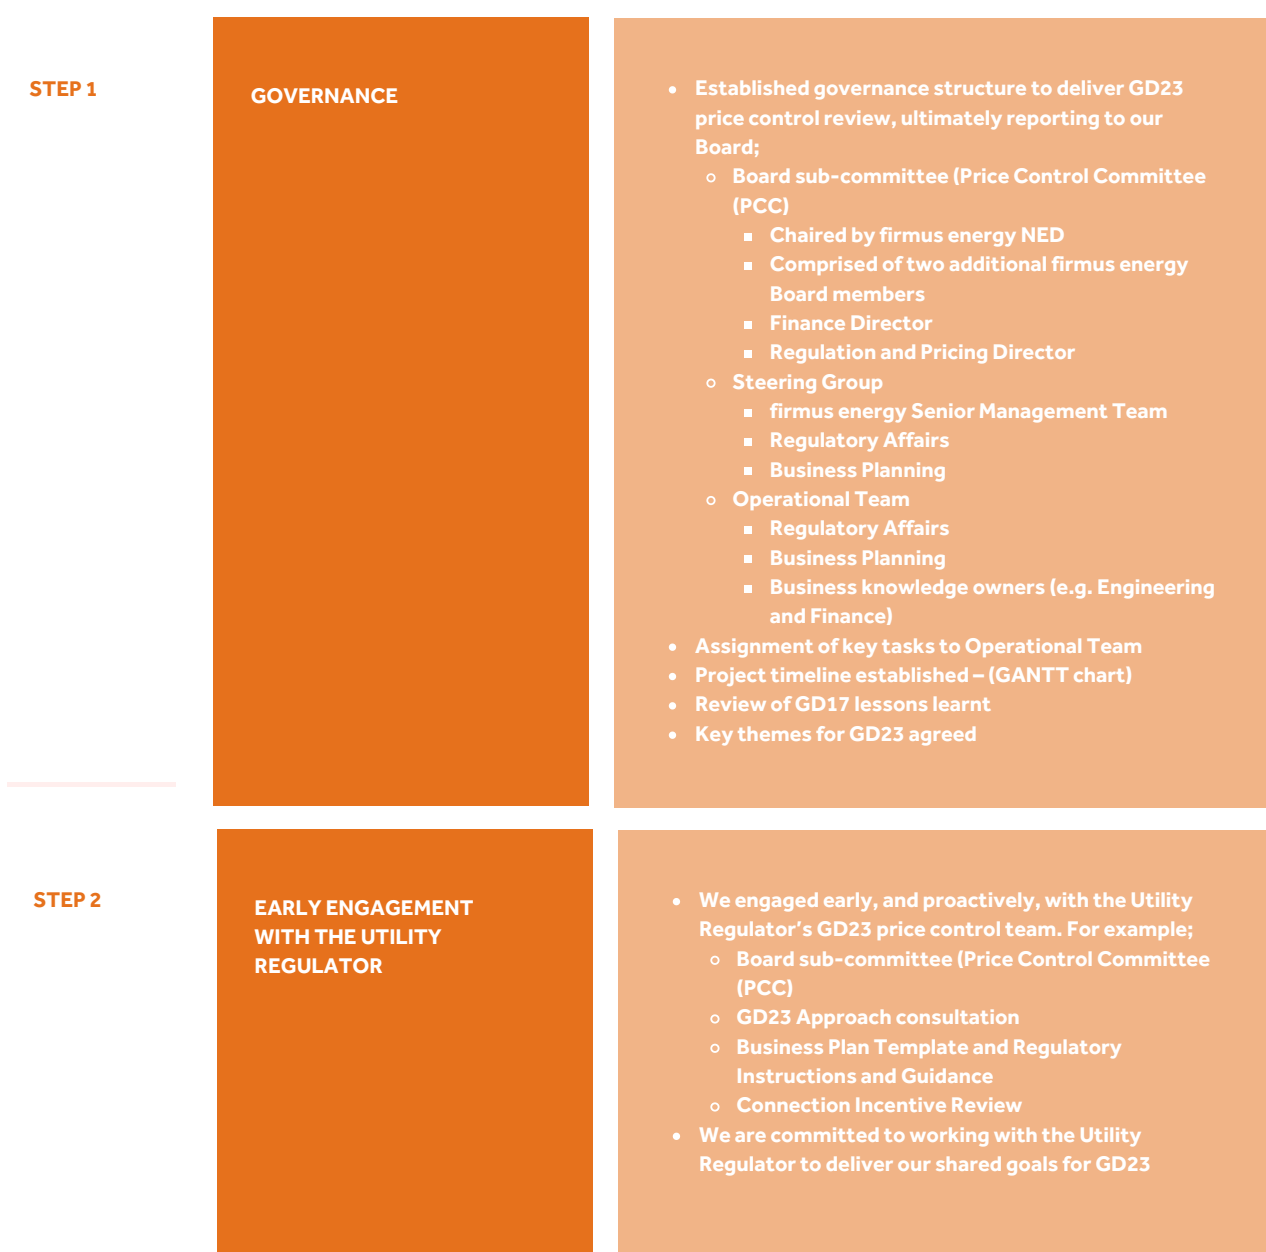 STEP 1
GOVERNANCE
• Established governance structure to deliver GD23
price control review, ultimately reporting to our
Board;
○ Board sub-committee (Price Control Committee
(PCC)
▪ Chaired by firmus energy NED
▪ Comprised of two additional firmus energy
Board members
▪ Finance Director
▪ Regulation and Pricing Director
○ Steering Group
▪ firmus energy Senior Management Team
▪ Regulatory Affairs
▪ Business Planning
○ Operational Team
▪ Regulatory Affairs
▪ Business Planning
▪ Business knowledge owners (e.g. Engineering
and Finance)
• Assignment of key tasks to Operational Team
• Project timeline established – (GANTT chart)
• Review of GD17 lessons learnt
• Key themes for GD23 agreed
STEP 2
EARLY ENGAGEMENT
WITH THE UTILITY
REGULATOR
• We engaged early, and proactively, with the Utility
Regulator’s GD23 price control team. For example;
○ Board sub-committee (Price Control Committee
(PCC)
○ GD23 Approach consultation
○ Business Plan Template and Regulatory
Instructions and Guidance
○ Connection Incentive Review
• We are committed to working with the Utility
Regulator to deliver our shared goals for GD23